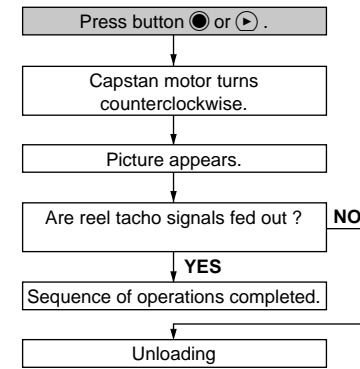 Press button ● or ▶ .
Capstan motor turns
counterclockwise.
Picture appears.
Are reel tacho signals fed out ?
NO
YES
Sequence of operations completed.
Unloading